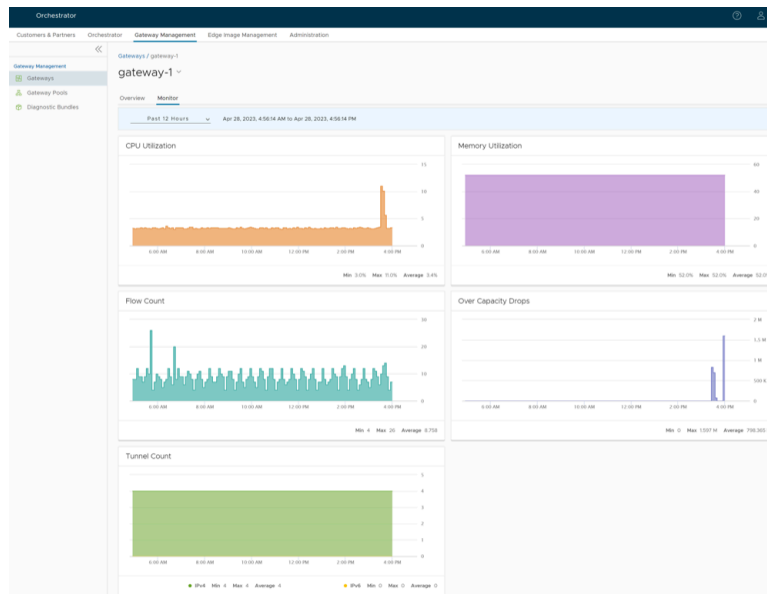 Orchestrator
Customers & Partners Orchestrator Gateway Management Edge Image Management Administration
Gateways / gateway-1
Gateway Management
gateway-1
Gateways
Gateway Pools
Diagnostic Bundles
Overview Monitor
Past 12 Hours Apr 28, 2023, 4:56:14 AM to Apr 28, 2023, 4:56:14 PM
CPU Utilization
15
10
5
0
6:00 AM 8:00 AM 10:00 AM 12:00 PM 2:00 PM 4:00 PM
Min 3.0% Max 11.0% Average 3.4%
Memory Utilization
60
40
20
0
6:00 AM 8:00 AM 10:00 AM 12:00 PM 2:00 PM 4:00 PM
Min 52.0% Max 52.0% Average
Flow Count
30
20
10
0
6:00 AM 8:00 AM 10:00 AM 12:00 PM 2:00 PM 4:00 PM
Min 4 Max 26 Average 8.758
Over Capacity Drops
2 M
1.5 M
1 M
500 K
0
6:00 AM 8:00 AM 10:00 AM 12:00 PM 2:00 PM 4:00 PM
Min 0 Max 1.597 M Average
Tunnel Count
5
4
3
2
1
0
6:00 AM 8:00 AM 10:00 AM 12:00 PM 2:00 PM 4:00 PM
IPv4 Min 4 Max 4 Average 4 IPv6 Min 0 Max 0 Average 0